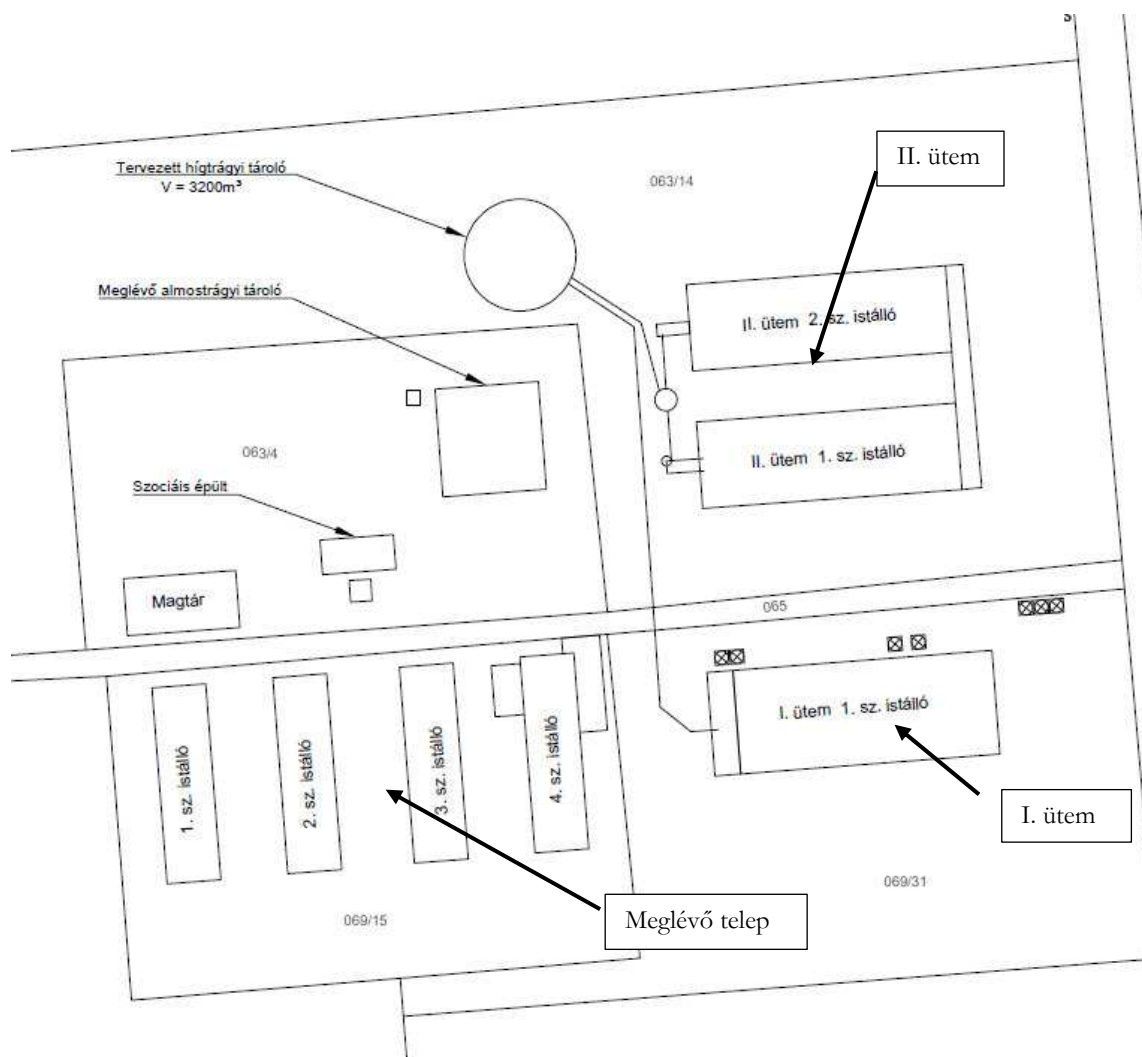 Tervezett hígtrágyi tároló
V = 3200m³
II. ütem
063/14
Meglévő almostrágyi tároló
II. ütem 2. sz. istálló
063/4
II. ütem 1. sz. istálló
Szociáis épült
Magtár
065
1. sz. istálló
2. sz. istálló
3. sz. istálló
4. sz. istálló
I. ütem 1. sz. istálló
I. ütem
069/31
Meglévő telep
069/15